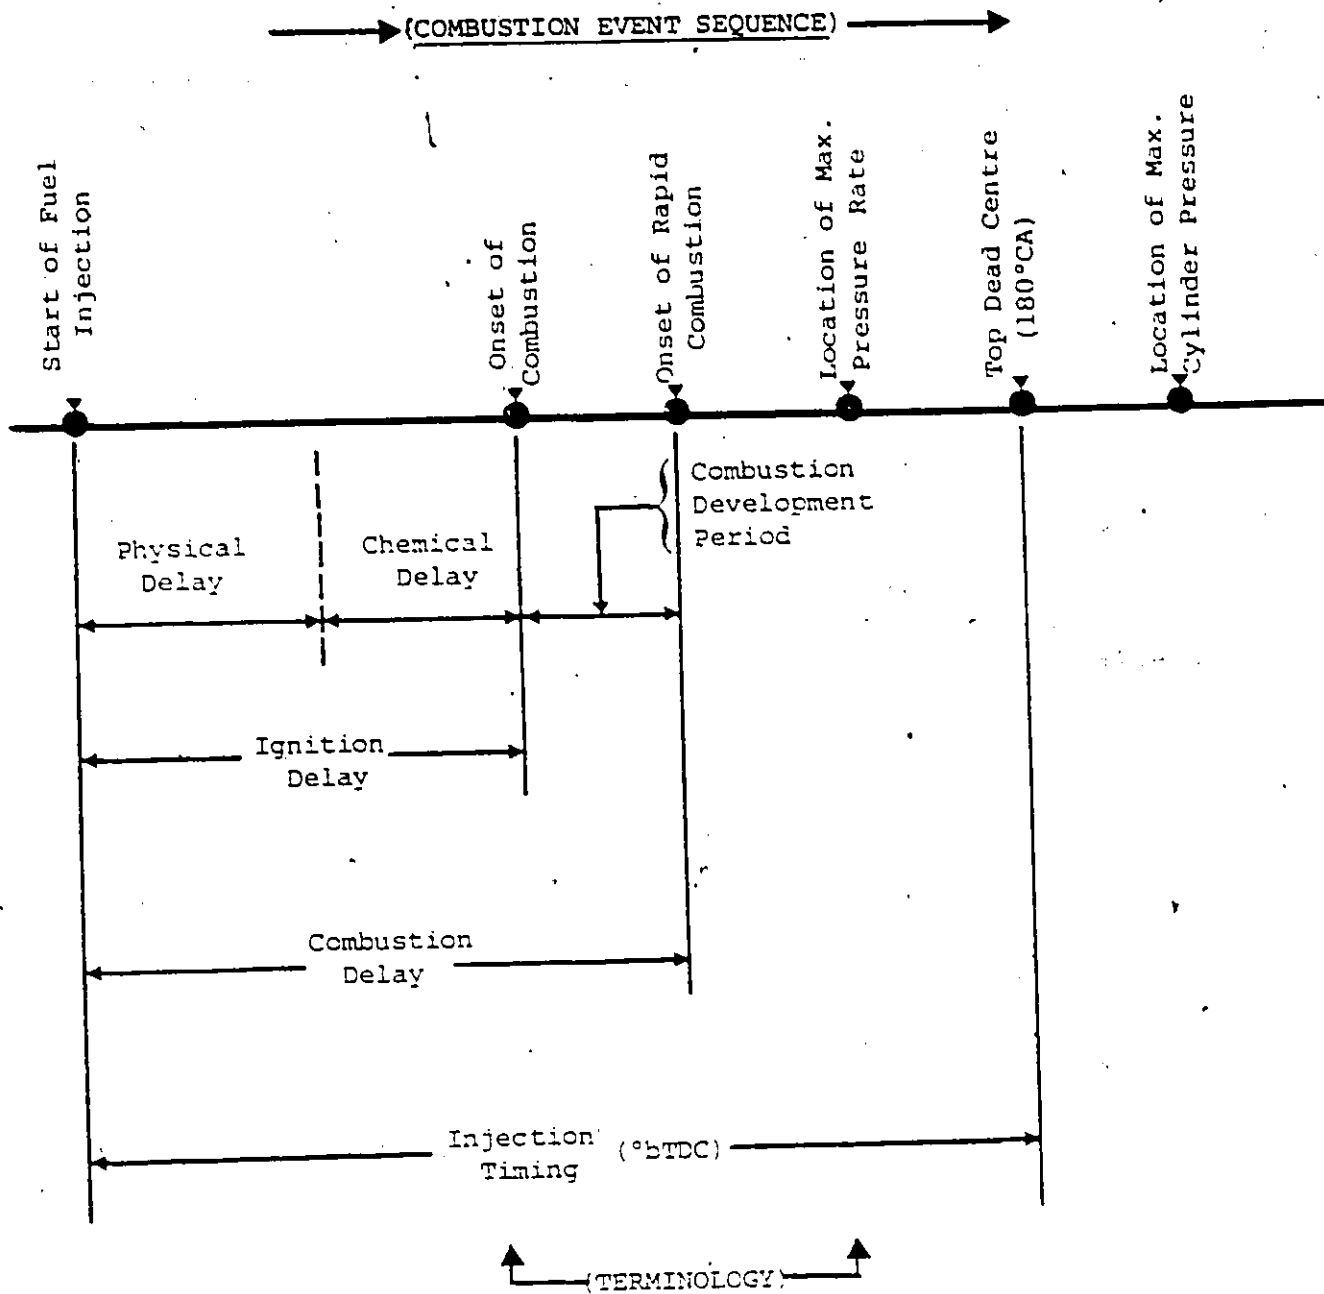 (COMBUSTION EVENT SEQUENCE)
Start of Fuel
Injection
Onset of
Combustion
Onset of Rapid
Combustion
Location of Max.
Pressure Rate
Top Dead Centre
(180°CA)
Location of Max.
Cylinder Pressure
Combustion
Development
Period
Physical
Delay
Chemical
Delay
Ignition
Delay
Combustion
Delay
Injection (°bTDC)
Timing
(TERMINOLOGY)